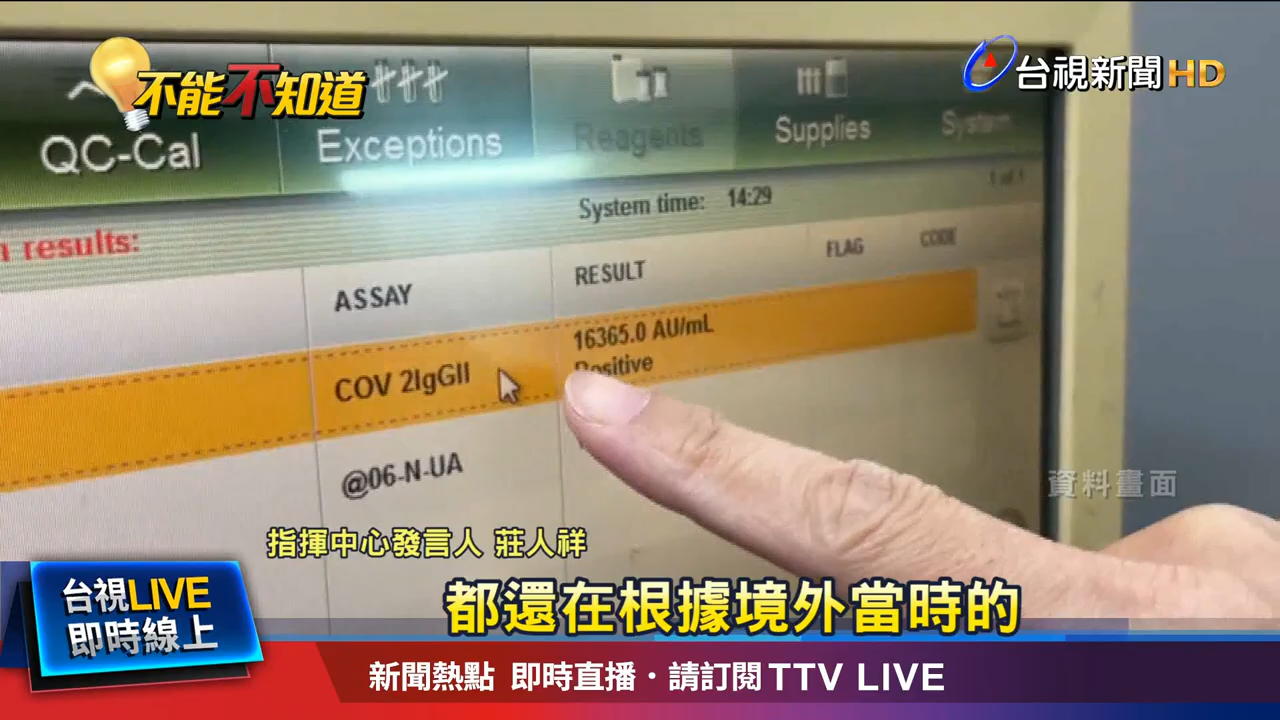 不能不知道
台視新聞HD
QC-Cal
Exceptions
Reagents
Supplies
System
1 of 1
System time: 14:29
results:
ASSAY
RESULT
FLAG
CODE
COV 2IgGII
16365.0 AU/mL
Positive
@06-N-UA
資料畫面
指揮中心發言人 莊人祥
都還在根據境外當時的
台視LIVE
即時線上
新聞熱點 即時直播・請訂閱TTV LIVE